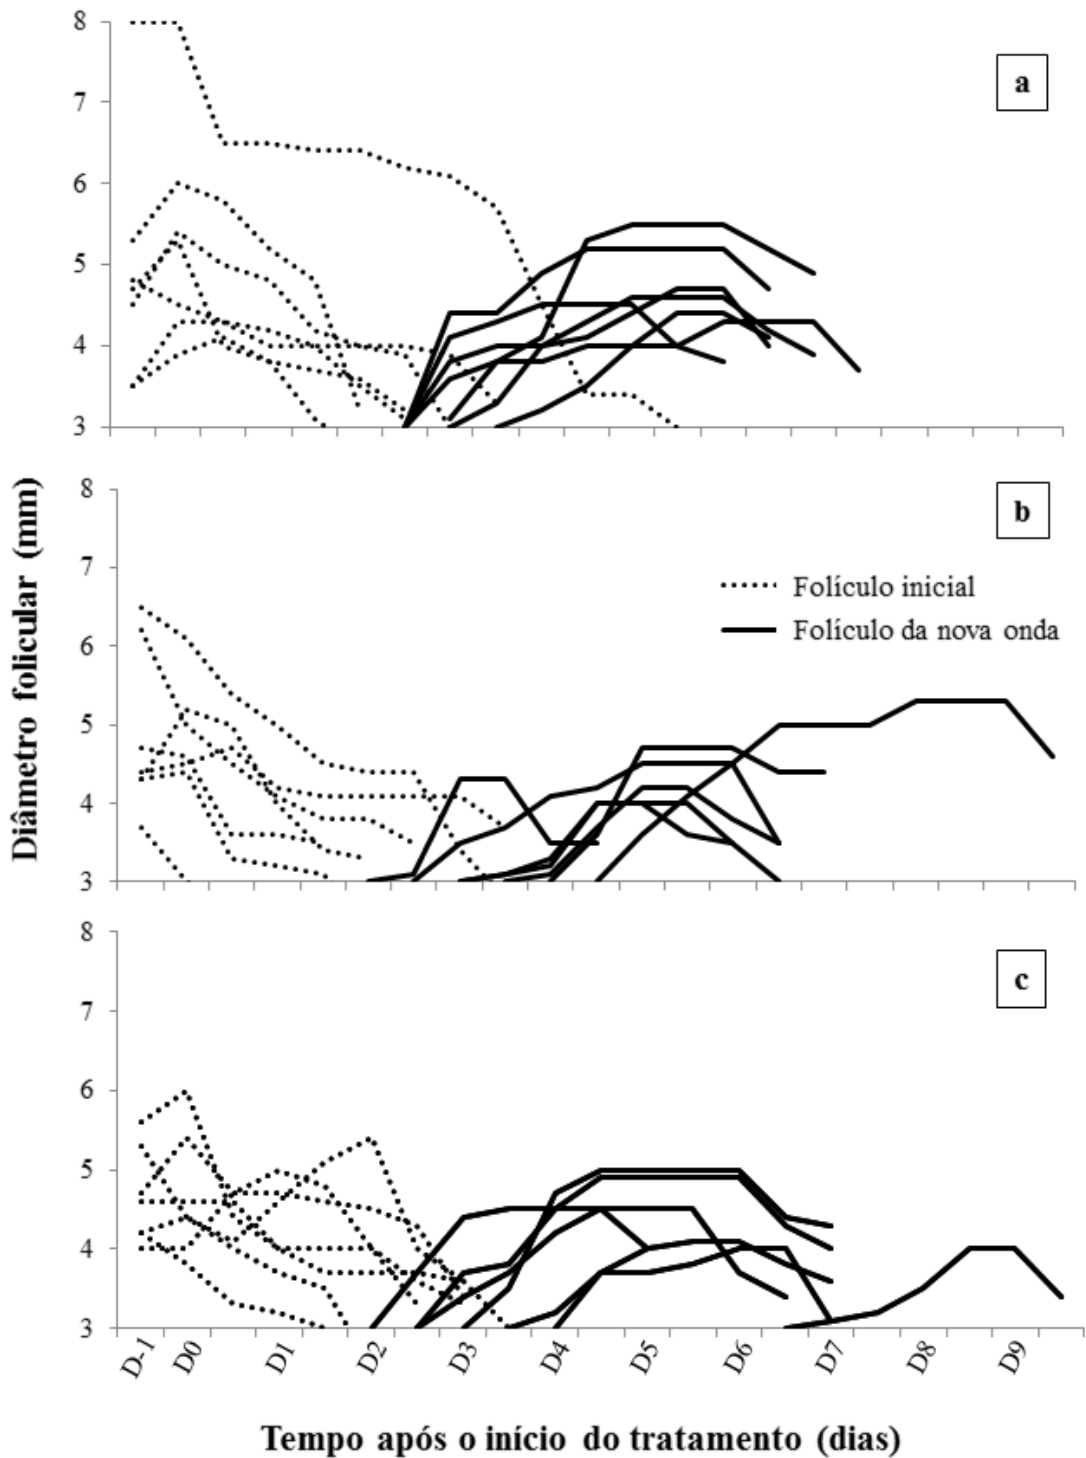 8
7
6
5
4
3
a
8
7
6
5
4
3
b
Folículo inicial
Folículo da nova onda
Diâmetro folicular (mm)
8
7
6
5
4
3
c
D-1 D0 D1 D2 D3 D4 D5 D6 D7 D8 D9
Tempo após o início do tratamento (dias)